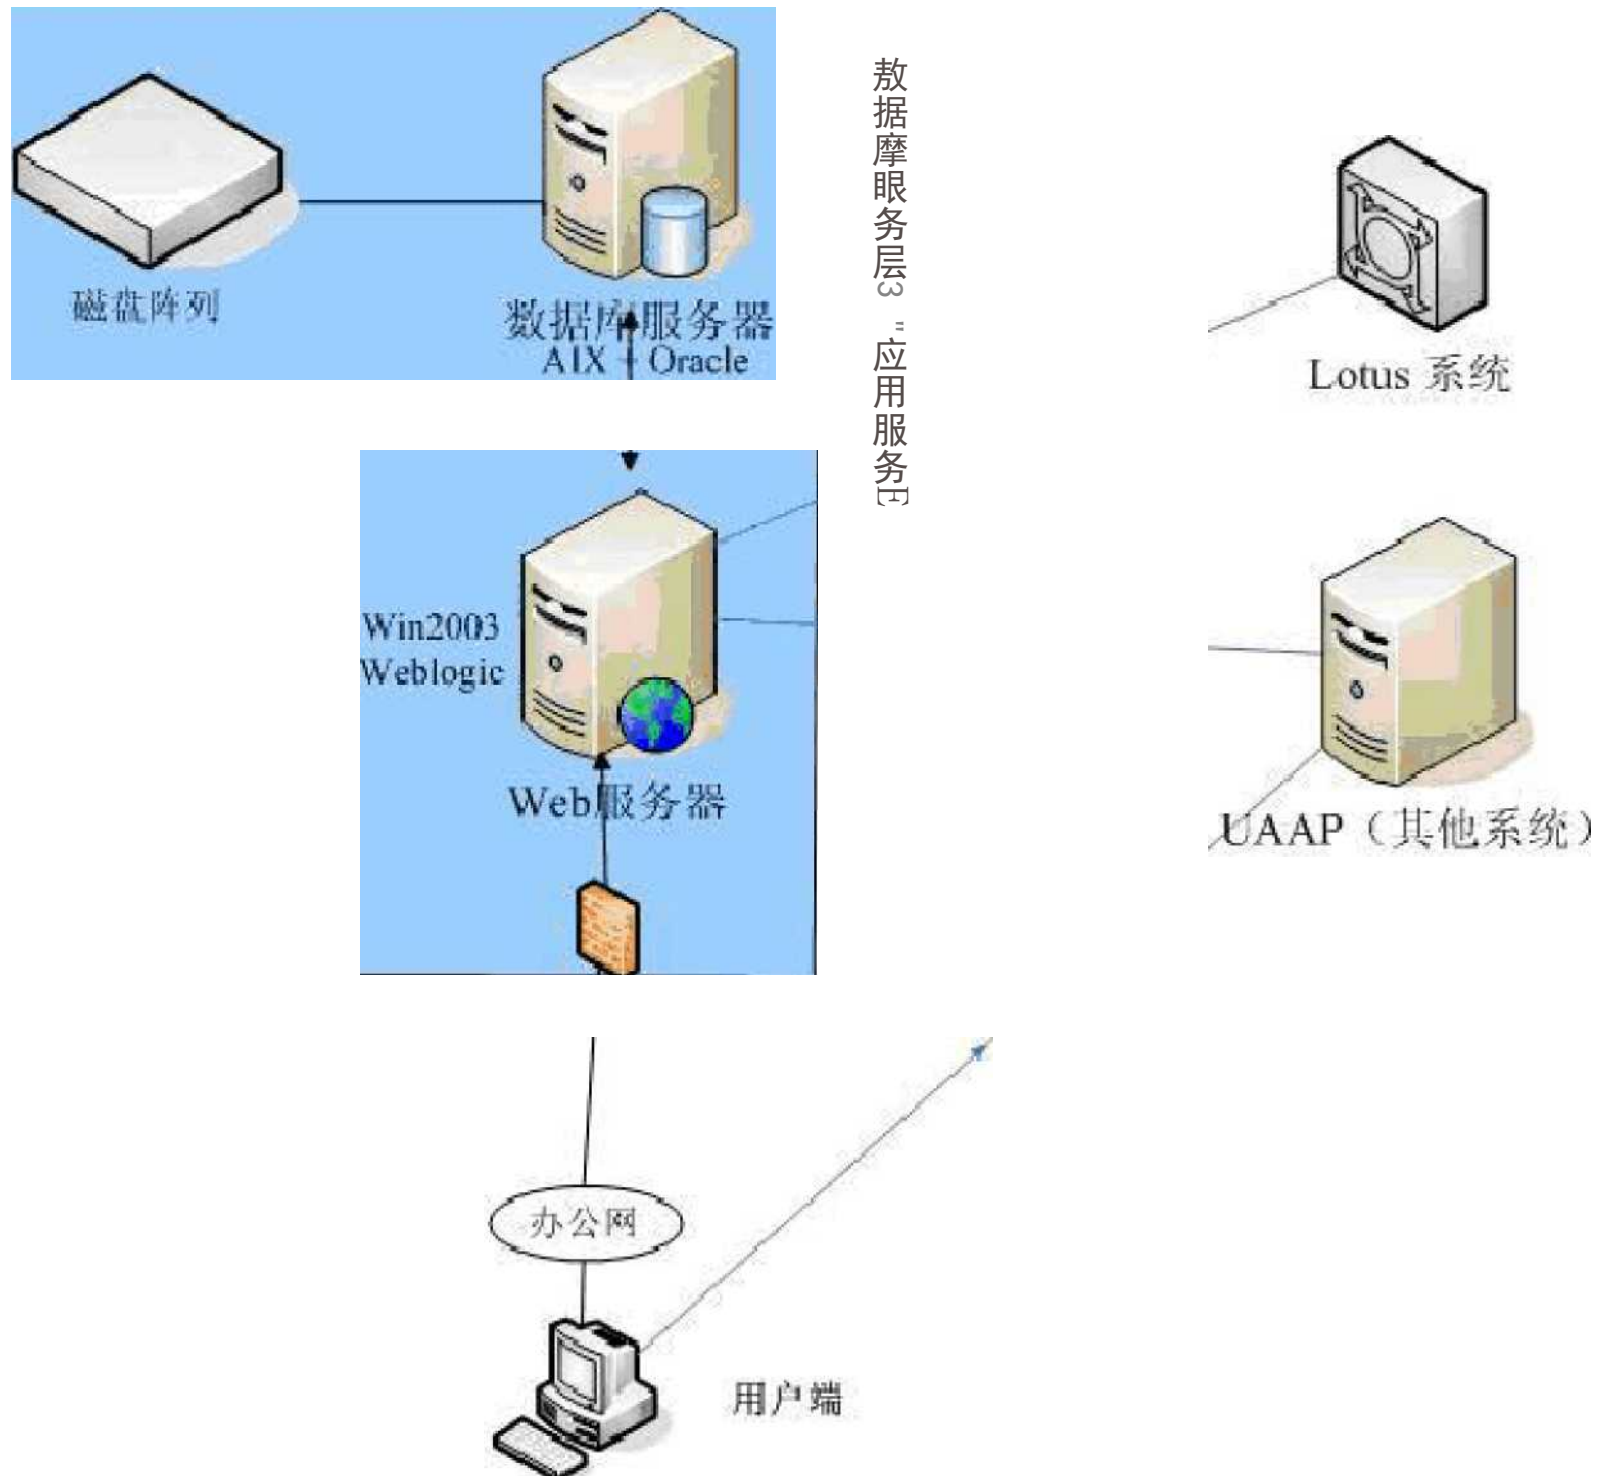 磁盘阵列
数据库服务器
AIX + Oracle
敖据摩眼务层3 "应用服务E
Lotus 系统
Win2003
Weblogic
Web服务器
UAAP（其他系统）
办公网
用户端